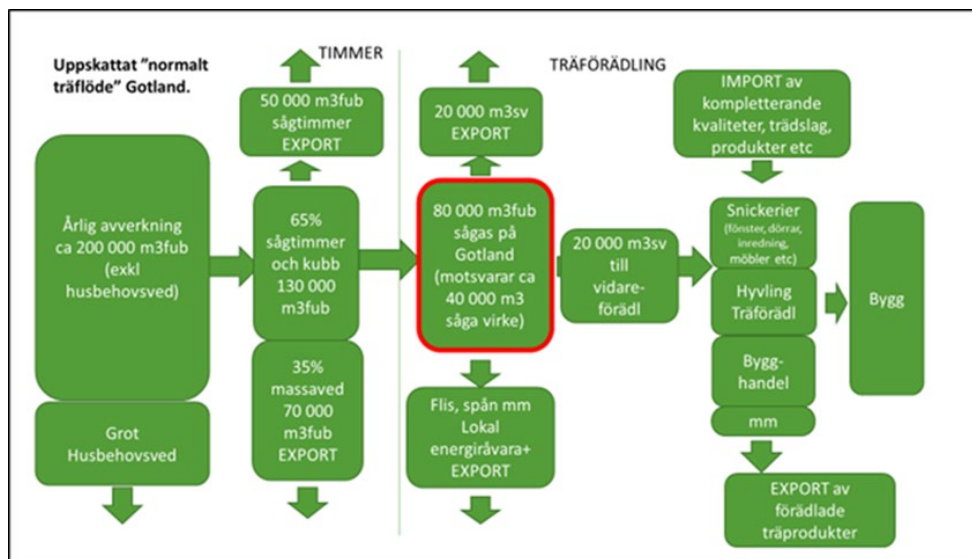 Uppskattat ”normalt
träflöde” Gotland.
TIMMER
TRÄFÖRÄDLING
Årlig avverkning
ca 200 000 m3fub
(exkl
husbehovsved)
Grot
Husbehovsved
50 000 m3fub
sågtimmer
EXPORT
65%
sågtimmer
och kubb
130 000
m3fub
35%
massaved
70 000
m3fub
EXPORT
20 000 m3sv
EXPORT
80 000 m3fub
sågas på
Gotland
(motsvarar ca
40 000 m3
såga virke)
Flis, spån mm
Lokal
energiråvara+
EXPORT
20 000 m3sv
till
vidare-
förädl
IMPORT av
kompletterande
kvaliteter, trädslag,
produkter etc
Snickerier
(fönster, dörrar,
inredning,
möbler etc)
Hyvling
Träförädl
Bygg-
handel
mm
EXPORT av
förädlade
träprodukter
Bygg